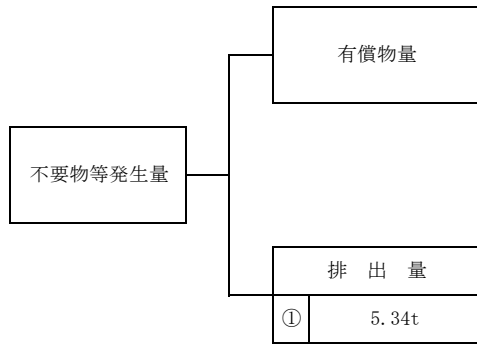 有償物量
不要物等発生量
排 出 量
① 5.34t